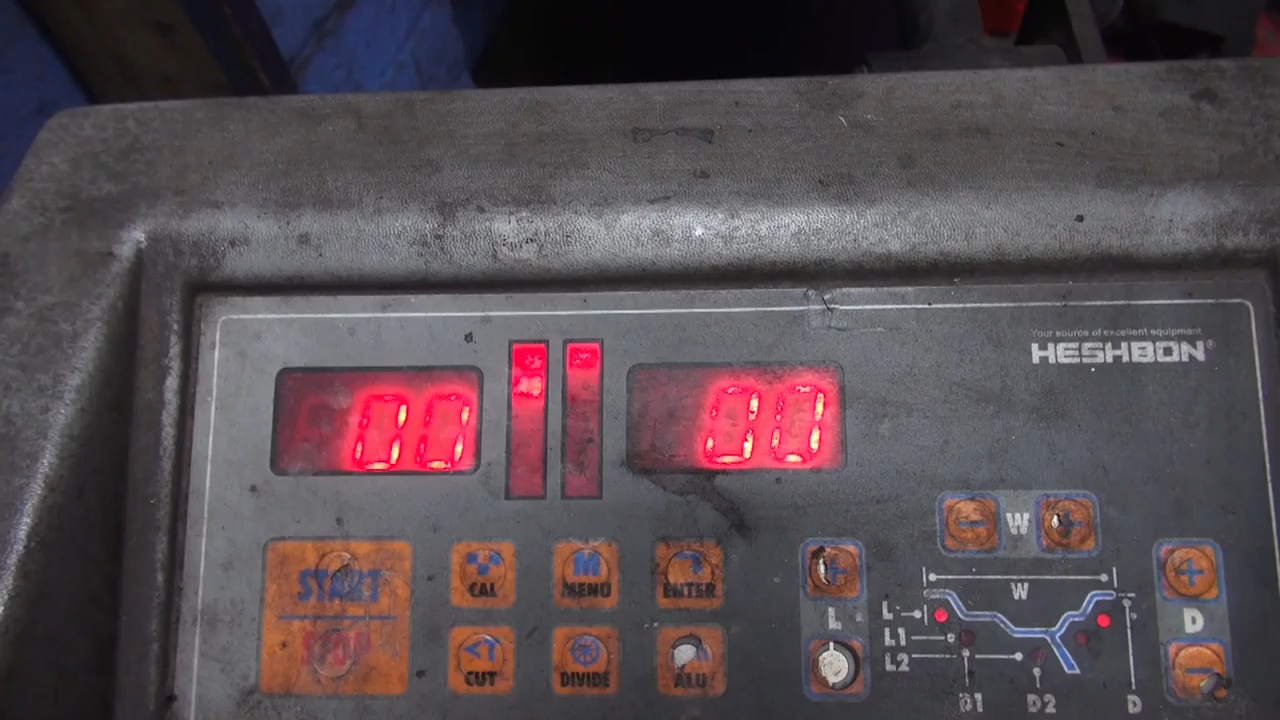 Your source of excellent equipment
HESHBON®
00
00
START
CAL
MENU
ENTER
CUT
DIVIDE
ALU
W
W
L
L
L1
L2
D
D1
D2
D